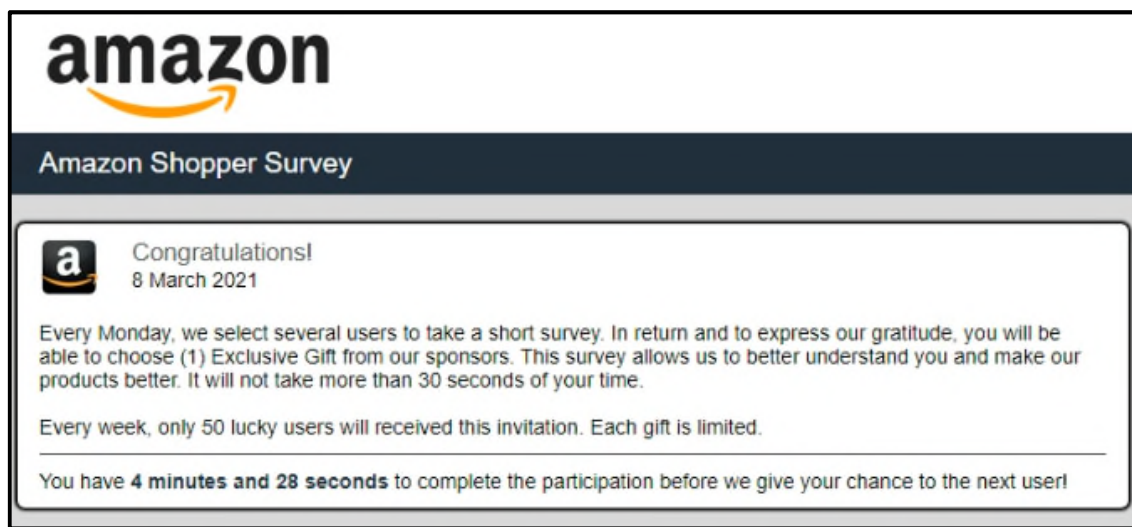 amazon
Amazon Shopper Survey
a
Congratulations!
8 March 2021
Every Monday, we select several users to take a short survey. In return and to express our gratitude, you will be
able to choose (1) Exclusive Gift from our sponsors. This survey allows us to better understand you and make our
products better. It will not take more than 30 seconds of your time.
Every week, only 50 lucky users will received this invitation. Each gift is limited.
You have 4 minutes and 28 seconds to complete the participation before we give your chance to the next user!